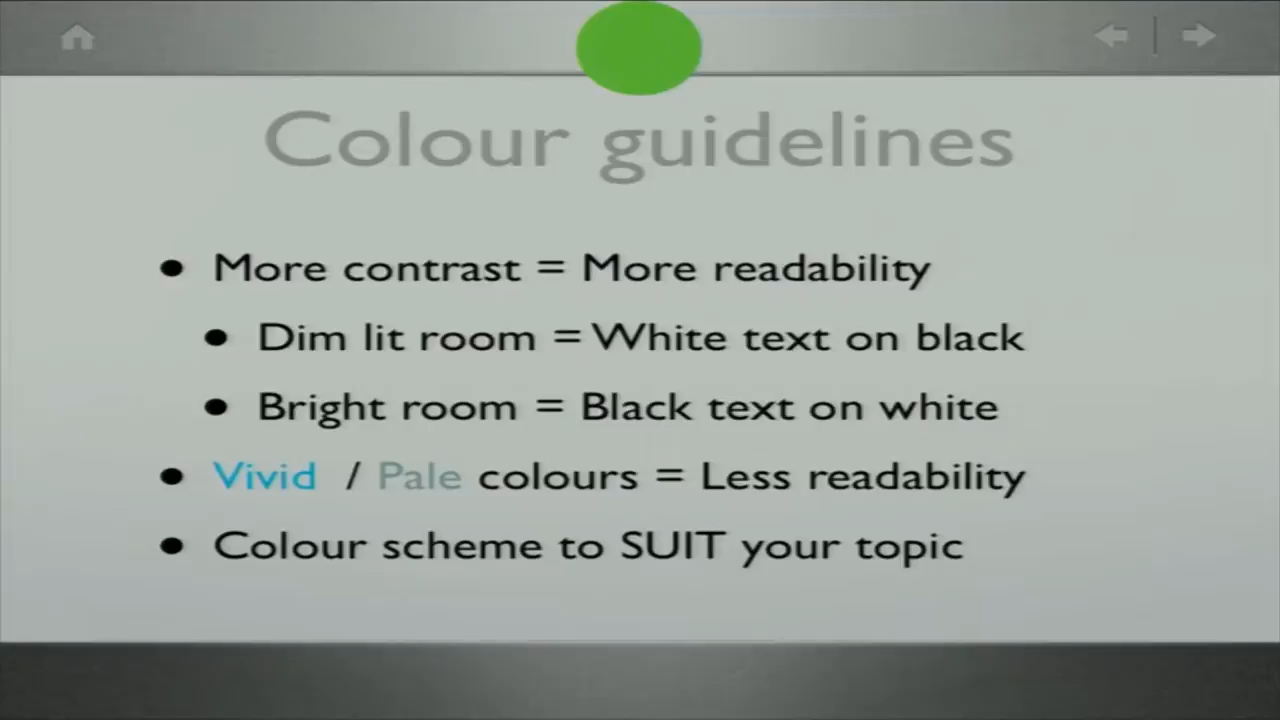 Colour guidelines
• More contrast = More readability
• Dim lit room = White text on black
• Bright room = Black text on white
• Vivid / Pale colours = Less readability
• Colour scheme to SUIT your topic